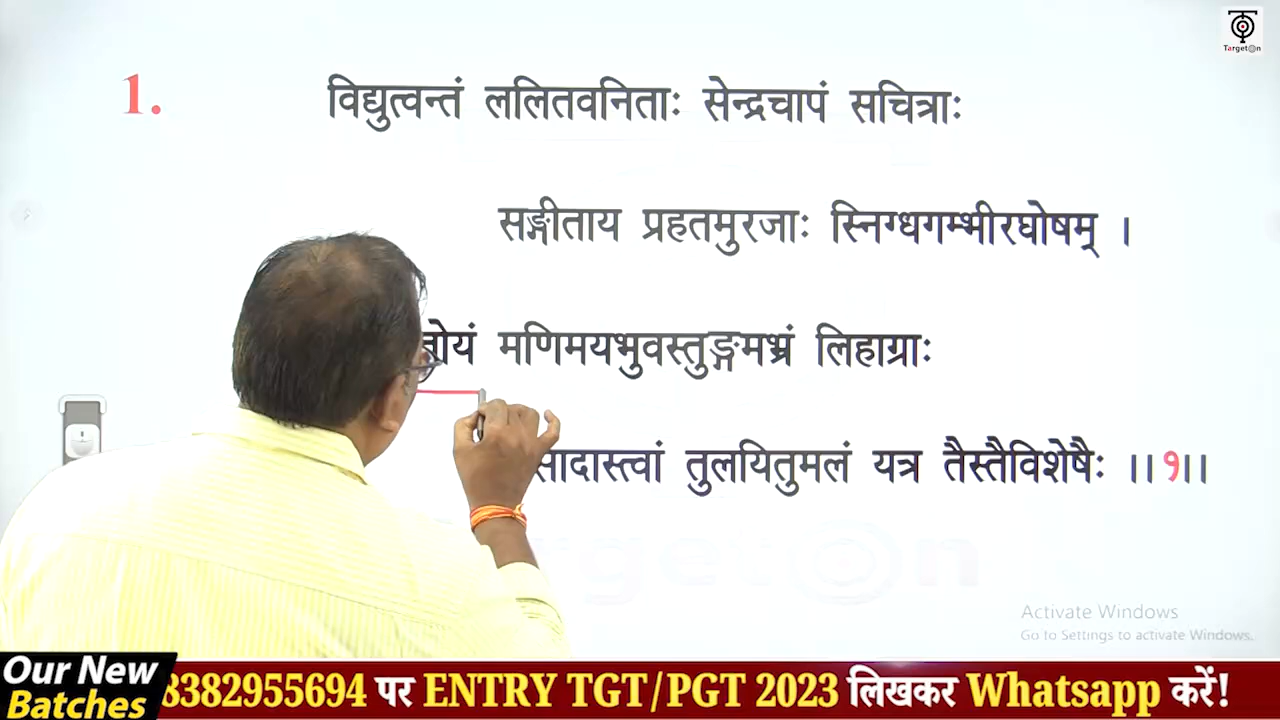 TargetOn
1.
विद्युत्वन्तं ललितवनिताः सेन्द्रचापं सचित्राः
सङ्गीताय प्रहतमुरजाः स्निग्धगम्भीरघोषम् ।
तोयं मणिमयभुवस्तुङ्गमभ्रं लिहाग्राः
सादास्त्वां तुलयितुमलं यत्र तैस्तैविशेषैः ।।१।।
Activate Windows
Go to Settings to activate Windows.
Our New
Batches
8382955694 पर ENTRY TGT/PGT 2023 लिखकर Whatsapp करें!